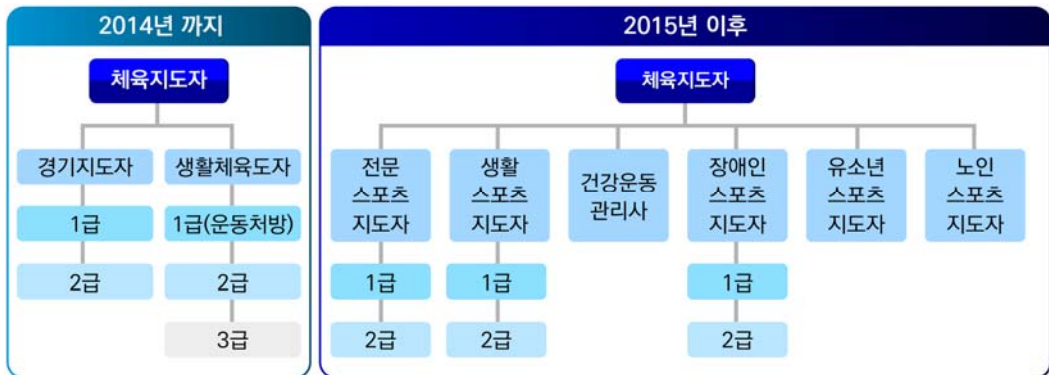 2014년 까지
체육지도자
경기지도자
1급
2급
생활체육도자
1급(운동처방)
2급
3급
2015년 이후
체육지도자
전문
스포츠
지도자
1급
2급
생활
스포츠
지도자
1급
2급
건강운동
관리사
장애인
스포츠
지도자
1급
2급
유소년
스포츠
지도자
노인
스포츠
지도자